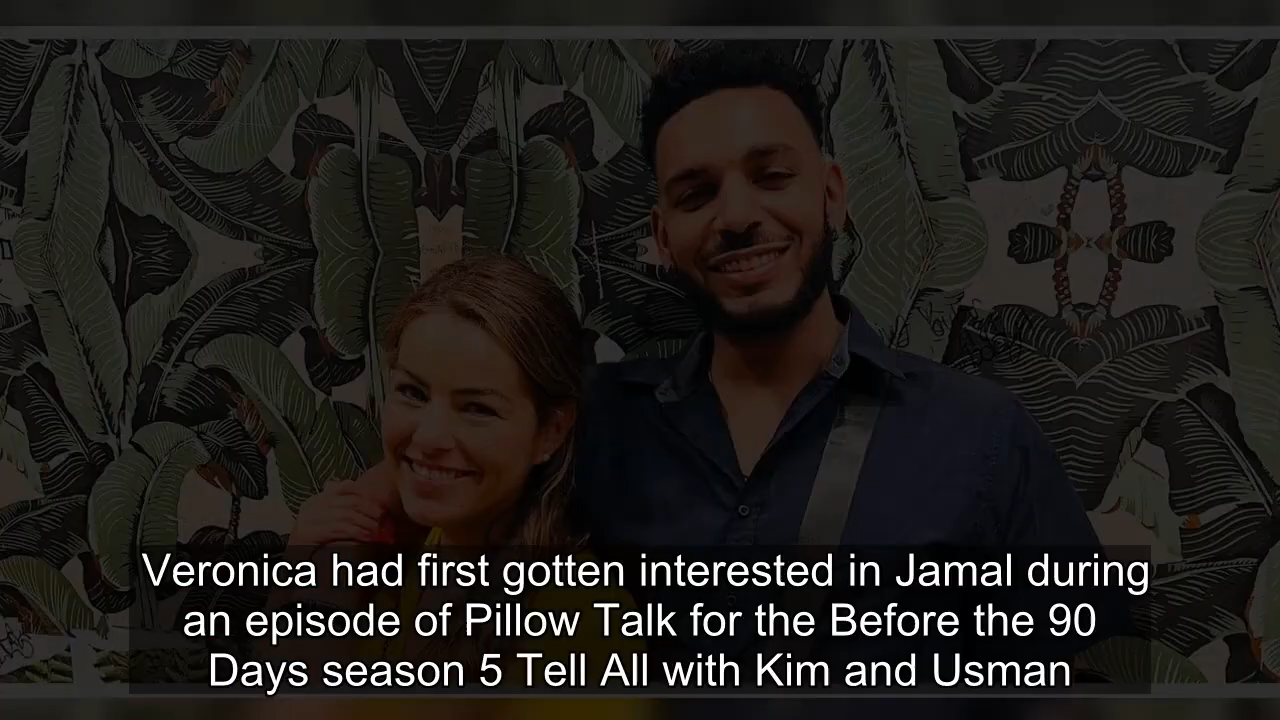 Veronica had first gotten interested in Jamal during
an episode of Pillow Talk for the Before the 90
Days season 5 Tell All with Kim and Usman